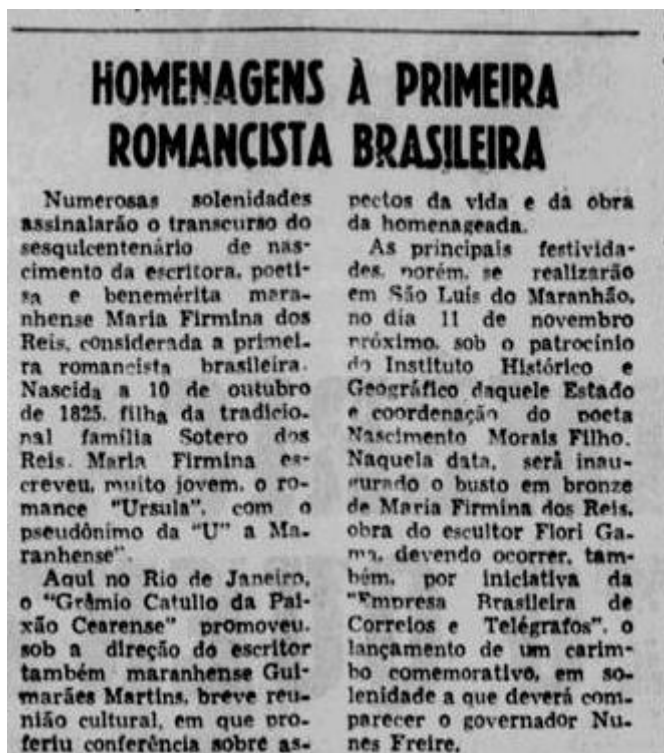 HOMENAGENS À PRIMEIRA
ROMANCISTA BRASILEIRA
Numerosas solenidades
assinalarão o transcurso do
sesquicentenário de nas-
cimento da escritora, poeti-
sa e benemérita mara-
nhense Maria Firmina dos
Reis, considerada a primei-
ra romancista brasileira.
Nascida a 10 de outubro
de 1825, filha da tradicio-
nal família Sotero dos
Reis. Maria Firmina es-
creveu, muito jovem, o ro-
mance "Ursula", com o
pseudônimo da "U" a Ma-
ranhense".
Aqui no Rio de Janeiro,
o "Grêmio Catullo da Pai-
xão Cearense" promoveu,
sob a direção do escritor
também maranhense Gui-
marães Martins, breve reu-
nião cultural, em que pro-
feriu conferência sobre as-
pectos da vida e da obra
da homenageada.
As principais festivida-
des, porém, se realizarão
em São Luis do Maranhão,
no dia 11 de novembro
próximo, sob o patrocínio
do Instituto Histórico e
Geográfico daquele Estado
e coordenação do poeta
Nascimento Morais Filho.
Naquela data, será inau-
gurado o busto em bronze
de Maria Firmina dos Reis,
obra do escultor Flori Ga-
ma, devendo ocorrer, tam-
bém, por iniciativa da
"Empresa Brasileira de
Correios e Telégrafos", o
lançamento de um carim-
bo comemorativo, em so-
lenidade a que deverá com-
parecer o governador Nu-
nes Freire.